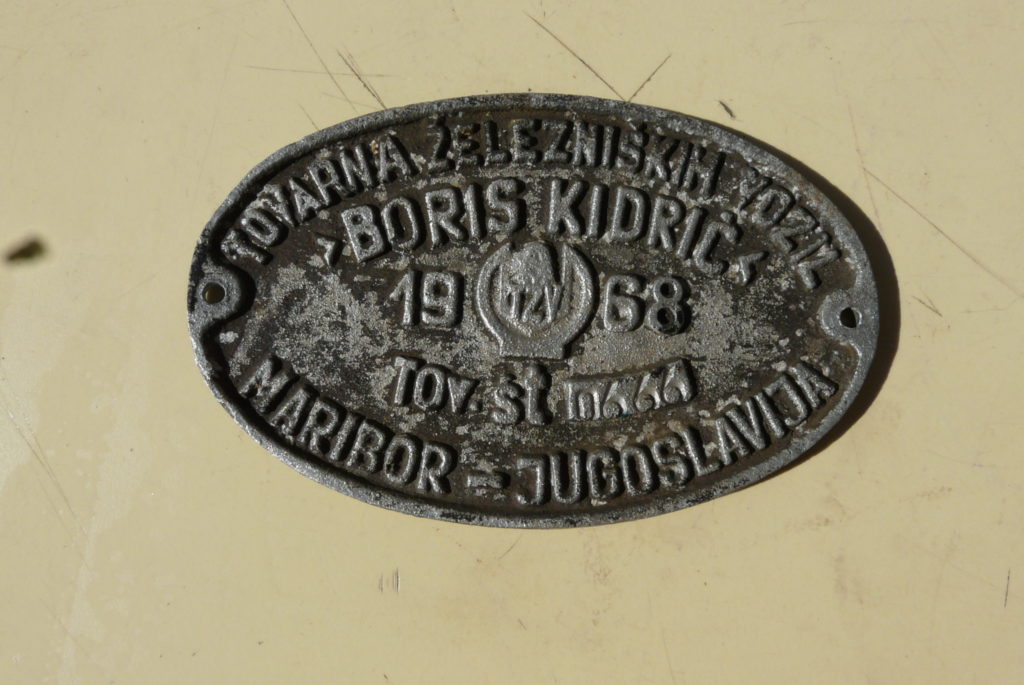 TOVARNA ŽELEZNIŠKIH VOZIL
>BORIS KIDRIČ<
19 TŽV 68
TOV. št
MARIBOR - JUGOSLAVIJA